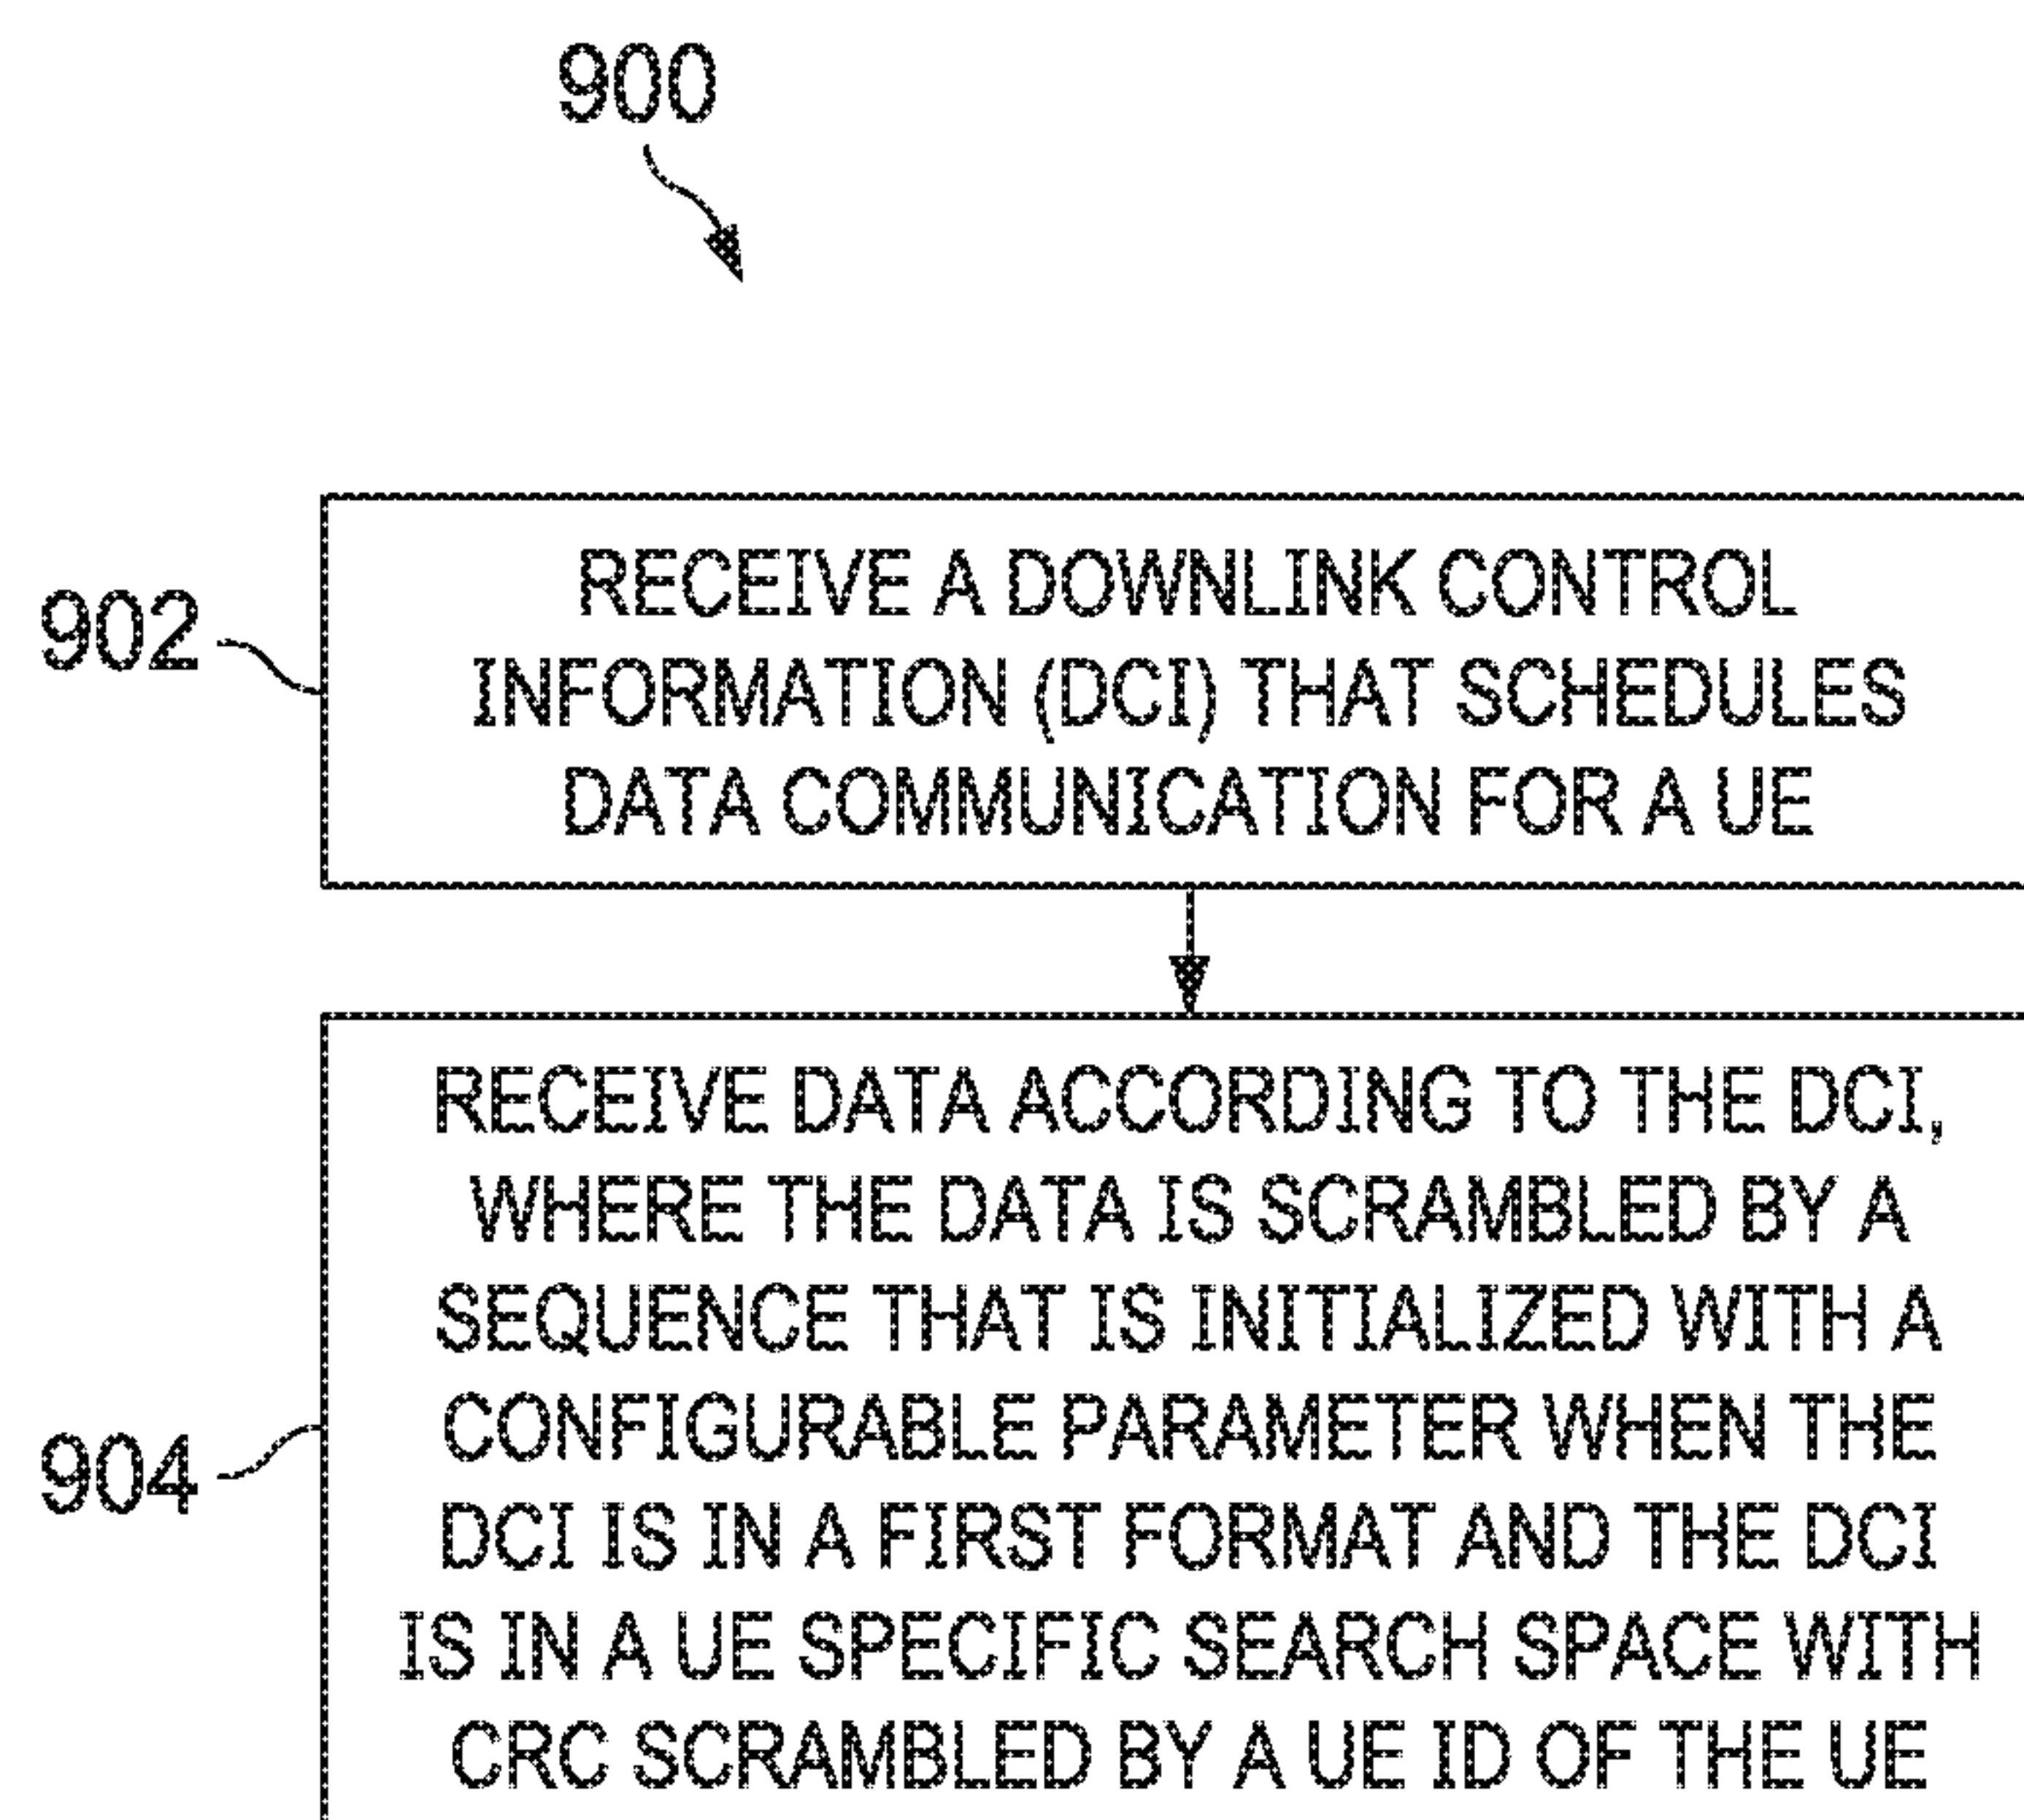 900
902
RECEIVE A DOWNLINK CONTROL
INFORMATION (DCI) THAT SCHEDULES
DATA COMMUNICATION FOR A UE
904
RECEIVE DATA ACCORDING TO THE DCI,
WHERE THE DATA IS SCRAMBLED BY A
SEQUENCE THAT IS INITIALIZED WITH A
CONFIGURABLE PARAMETER WHEN THE
DCI IS IN A FIRST FORMAT AND THE DCI
IS IN A UE SPECIFIC SEARCH SPACE WITH
CRC SCRAMBLED BY A UE ID OF THE UE